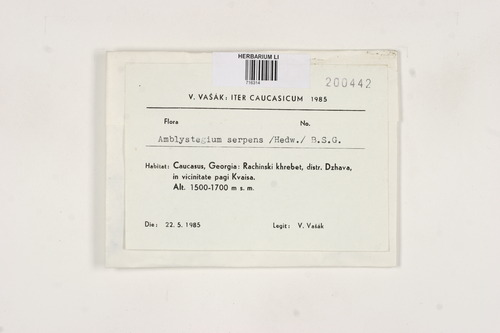 HERBARIUM LI
200442
V. VAŠÁK: ITER CAUCASICUM 1985
Flora No.
Amblystegium serpens /Hedw./ B.S.G.
Habitat: Caucasus, Georgia: Rachinski khrebet, distr. Dzhava,
in vicinitate pagi Kvaisa.
Alt. 1500-1700 m s. m.
Die: 22. 5. 1985 Legit: V. Vašák